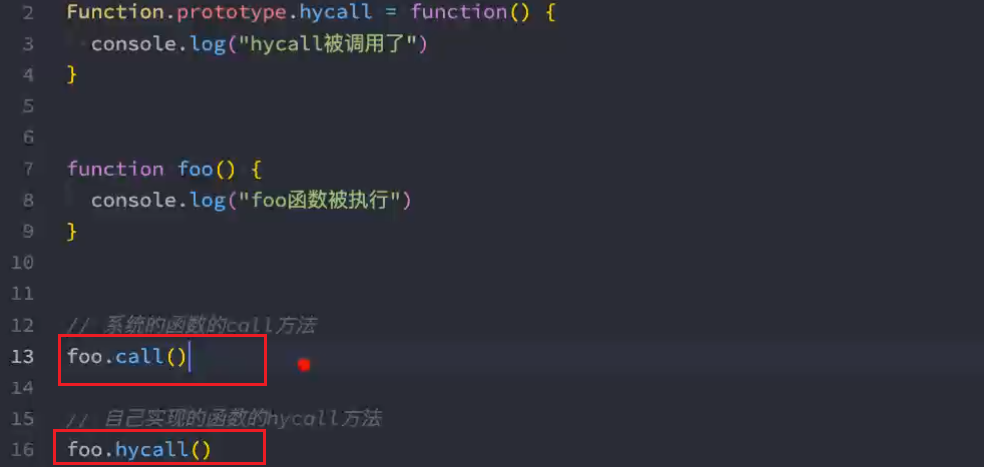 2 Function.prototype.hycall = function() {
3 console.log("hycall被调用了")
4 }
5
6
7 function foo() {
8 console.log("foo函数被执行")
9 }
10
11
12 // 系统的函数的call方法
13 foo.call()
14
15 // 自己实现的函数的hycall方法
16 foo.hycall()